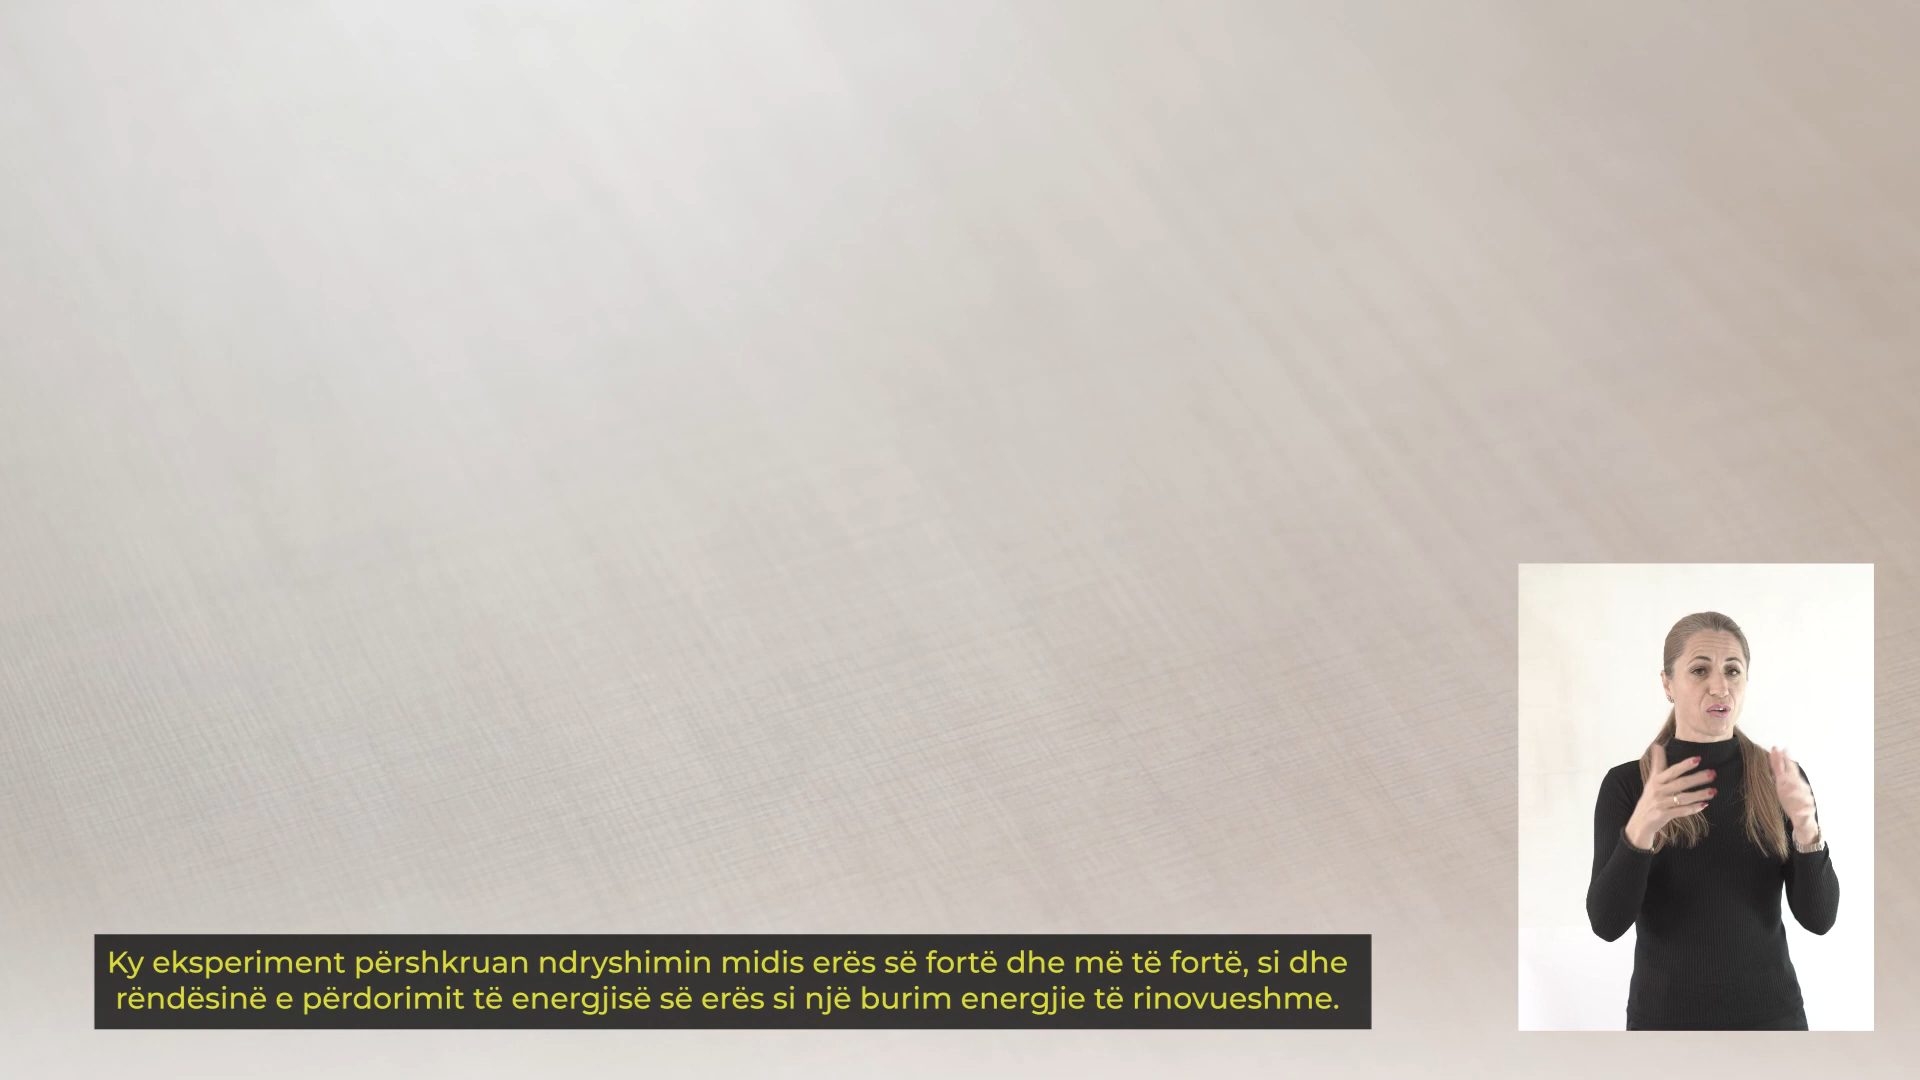 Ky eksperiment përshkruan ndryshimin midis erës së fortë dhe më të fortë, si dhe
rëndësinë e përdorimit të energjisë së erës si një burim energjie të rinovueshme.